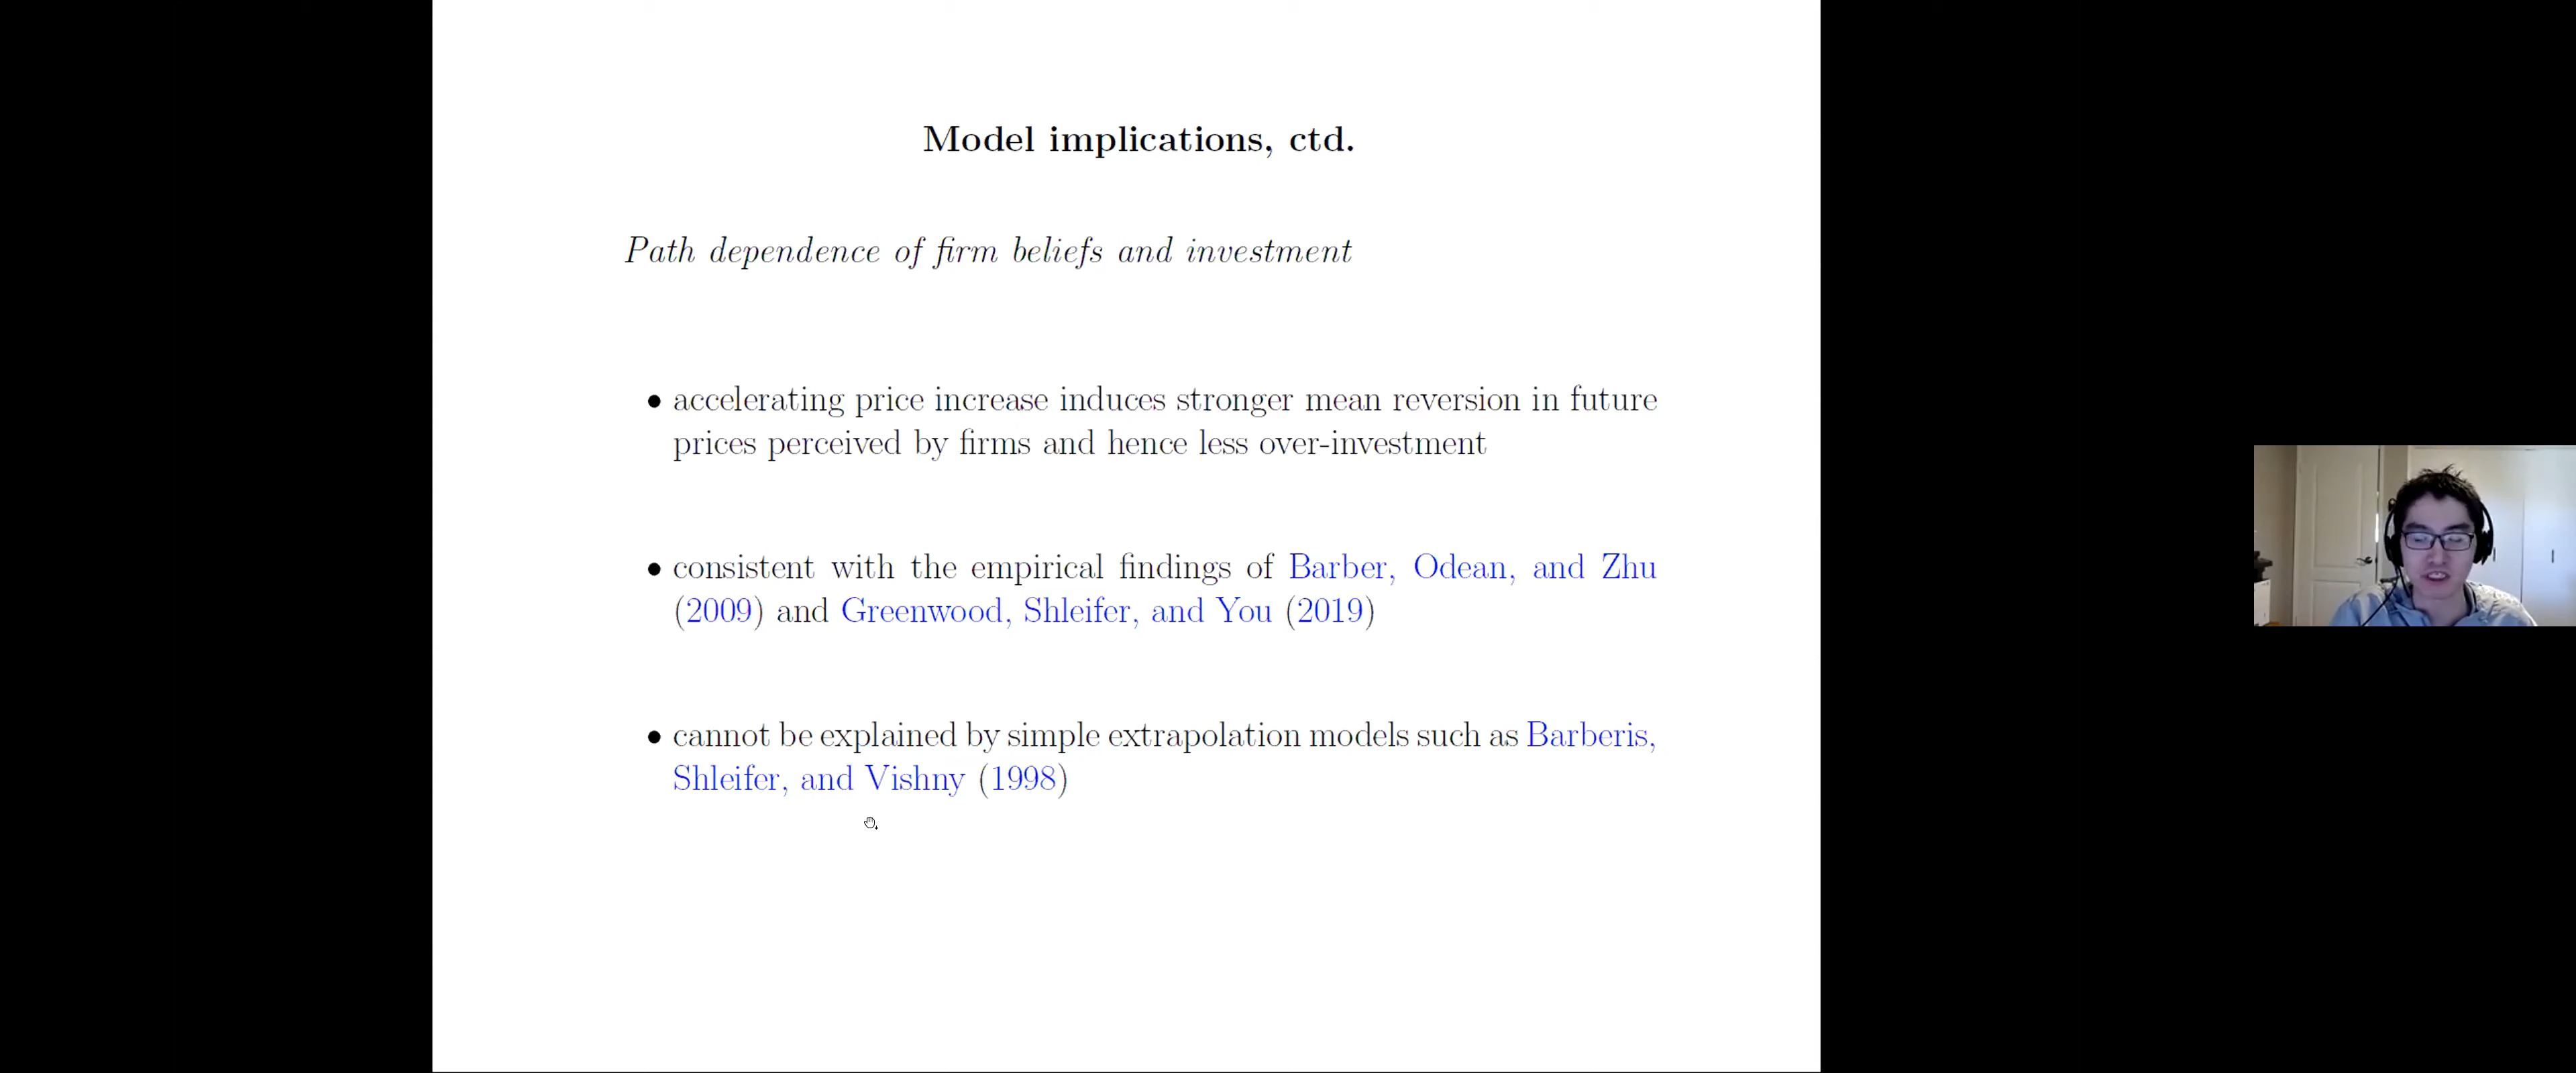 Model implications, ctd.
Path dependence of firm beliefs and investment
• accelerating price increase induces stronger mean reversion in future
prices perceived by firms and hence less over-investment
• consistent with the empirical findings of Barber, Odean, and Zhu
(2009) and Greenwood, Shleifer, and You (2019)
• cannot be explained by simple extrapolation models such as Barberis,
Shleifer, and Vishny (1998)